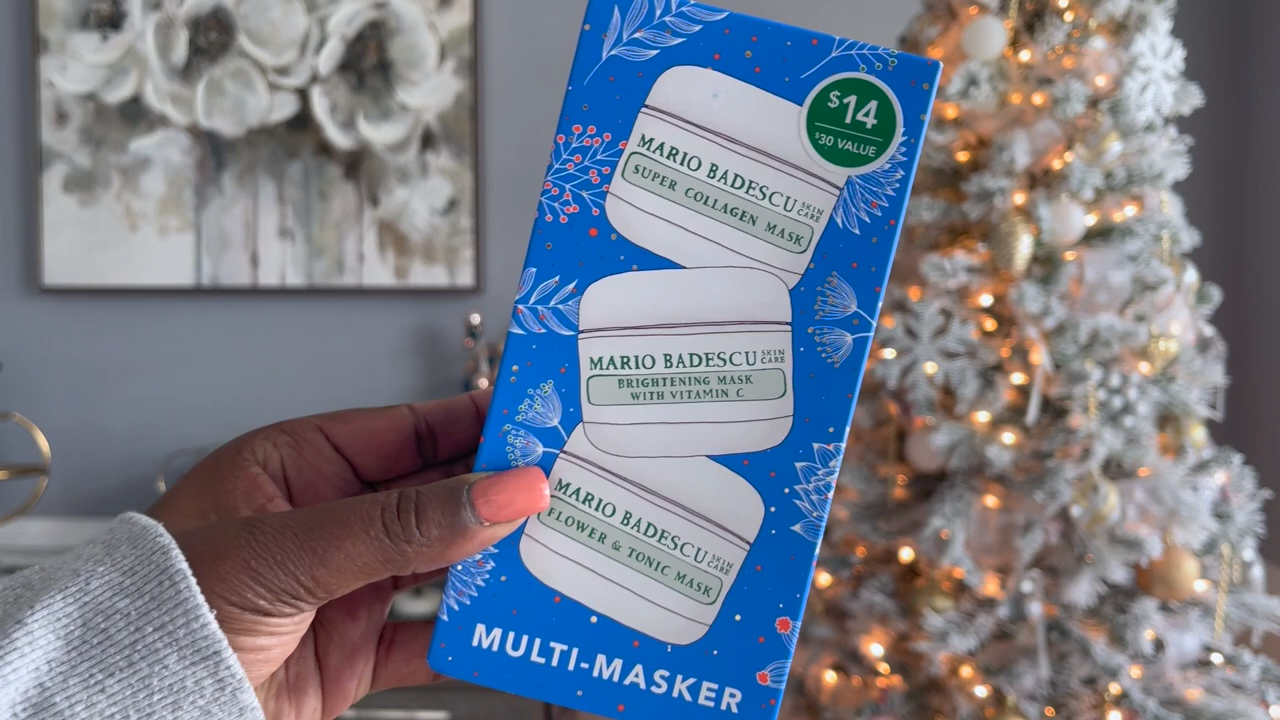 $14
$30 VALUE
MARIO BADESCU SKIN CARE
SUPER COLLAGEN MASK
MARIO BADESCU SKIN CARE
BRIGHTENING MASK
WITH VITAMIN C
MARIO BADESCU SKIN CARE
FLOWER & TONIC MASK
MULTI-MASKER